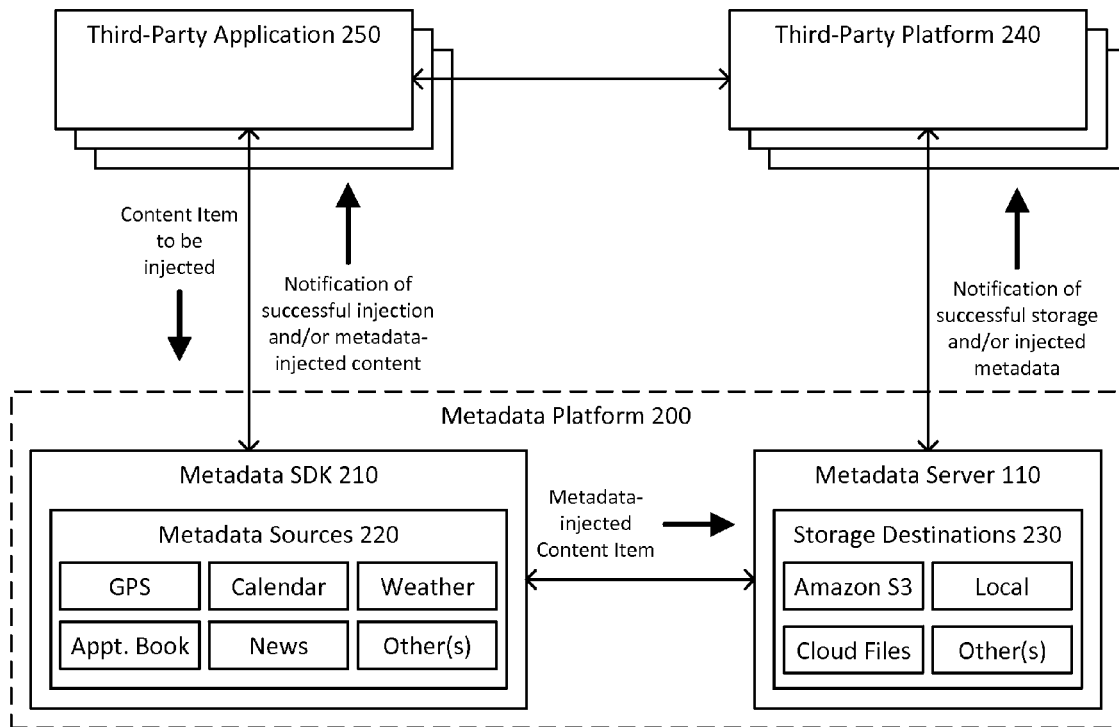 Third-Party Application 250
Third-Party Platform 240
Content Item
to be
injected
Notification of
successful injection
and/or metadata-
injected content
Notification of
successful storage
and/or injected
metadata
Metadata Platform 200
Metadata SDK 210
Metadata Sources 220
GPS
Calendar
Weather
Appt. Book
News
Other(s)
Metadata-
injected
Content Item
Metadata Server 110
Storage Destinations 230
Amazon S3
Local
Cloud Files
Other(s)